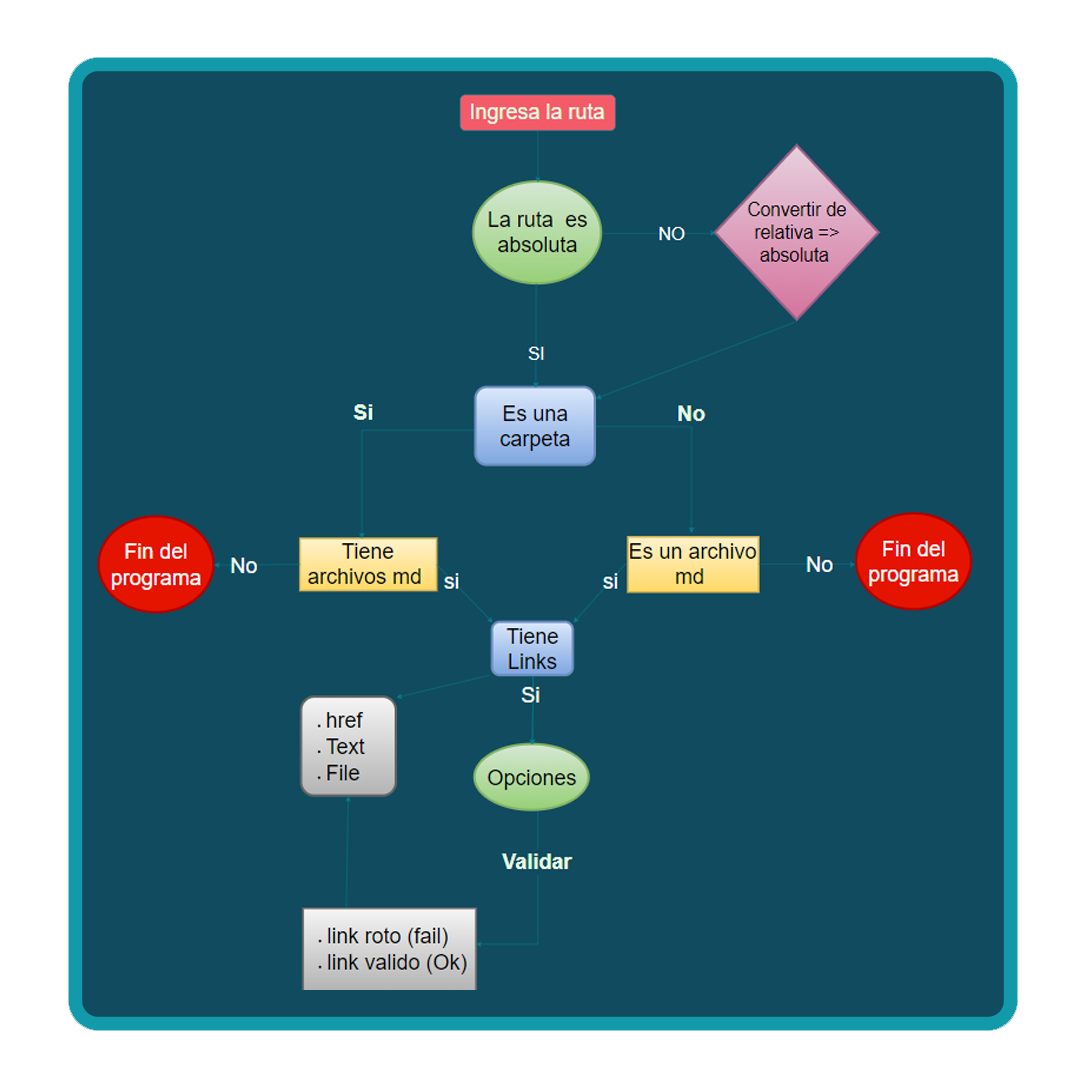 Ingresa la ruta
La ruta es
absoluta
NO
Convertir de
relativa =>
absoluta
SI
Es una
carpeta
Si
No
Fin del
programa
No
Tiene
archivos md
si
Es un archivo
md
si
No
Fin del
programa
Tiene
Links
Si
. href
. Text
. File
Opciones
Validar
. link roto (fail)
. link valido (Ok)